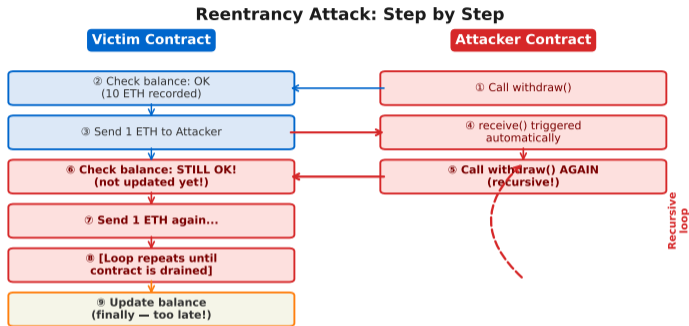 Reentrancy Attack: Step by Step
Victim Contract
Attacker Contract
② Check balance: OK
(10 ETH recorded)
① Call withdraw()
③ Send 1 ETH to Attacker
④ receive() triggered
automatically
⑥ Check balance: STILL OK!
(not updated yet!)
⑤ Call withdraw() AGAIN
(recursive!)
⑦ Send 1 ETH again...
Recursive
loop
⑧ [Loop repeats until
contract is drained]
⑨ Update balance
(finally — too late!)